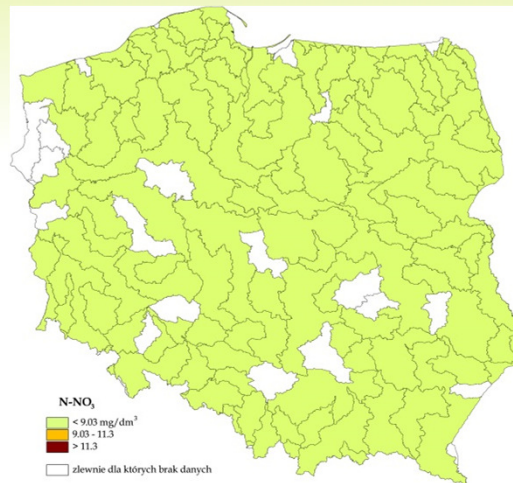 N-NO₃
< 9.03 mg/dm³
9.03 - 11.3
> 11.3
zlewnie dla których brak danych